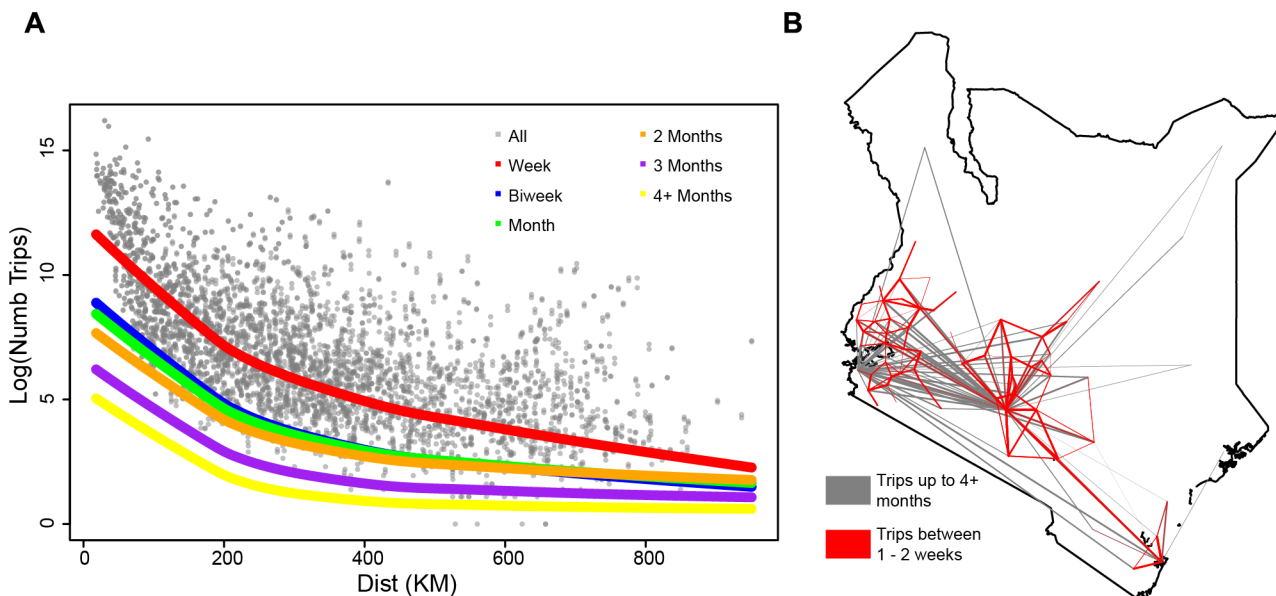 A
B
Log(Numb Trips)
15
10
5
0
All
Week
Biweek
Month
2 Months
3 Months
4+ Months
0
200
400
600
800
Dist (KM)
Trips up to 4+
months
Trips between
1 - 2 weeks